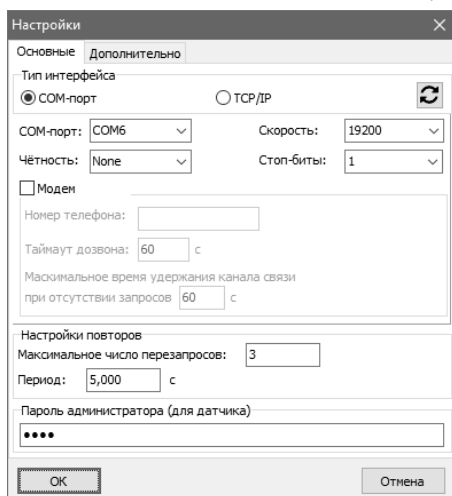 Настройки
Основные Дополнительно
Тип интерфейса
COM-порт TCP/IP
COM-порт: COM6 Скорость: 19200
Чётность: None Стоп-биты: 1
Модем
Номер телефона:
Таймаут дозвона: 60 с
Маскимальное время удержания канала связи
при отсутствии запросов 60 с
Настройки повторов
Максимальное число перезапросов: 3
Период: 5,000 с
Пароль администратора (для датчика)
••••
OK Отмена